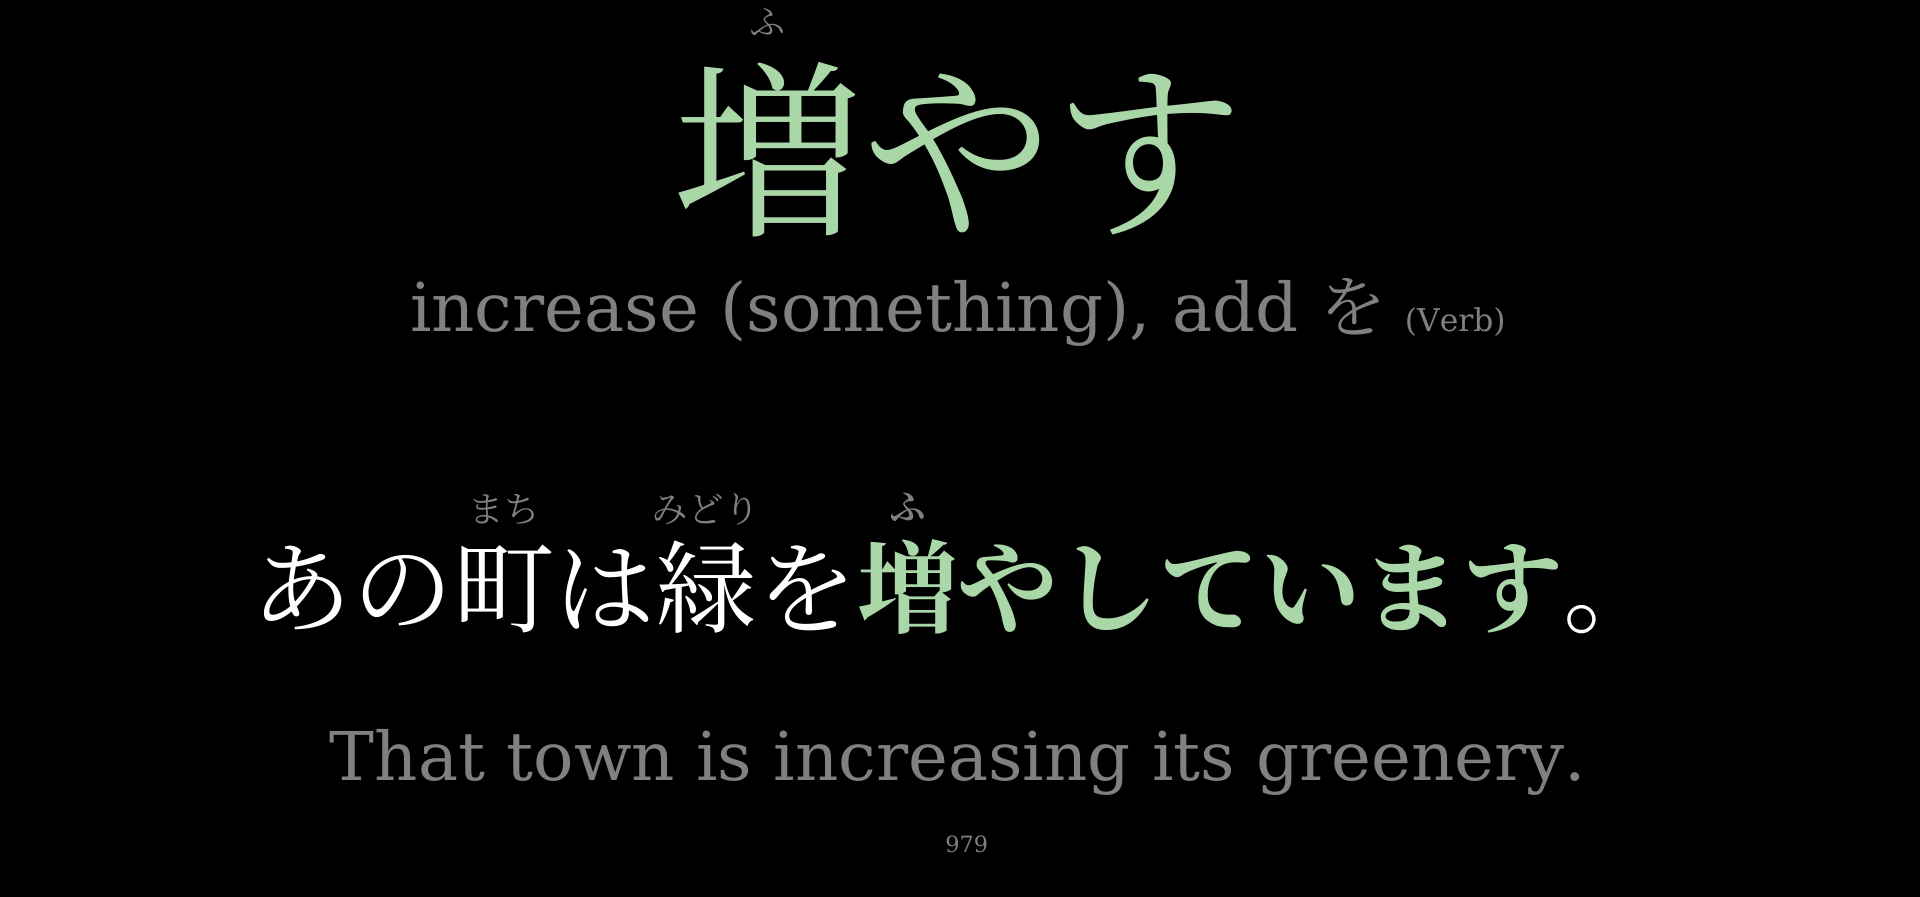 ふ
増やす
increase (something), add を (Verb)
まち みどり ふ
あの町は緑を増やしています。
That town is increasing its greenery.
979